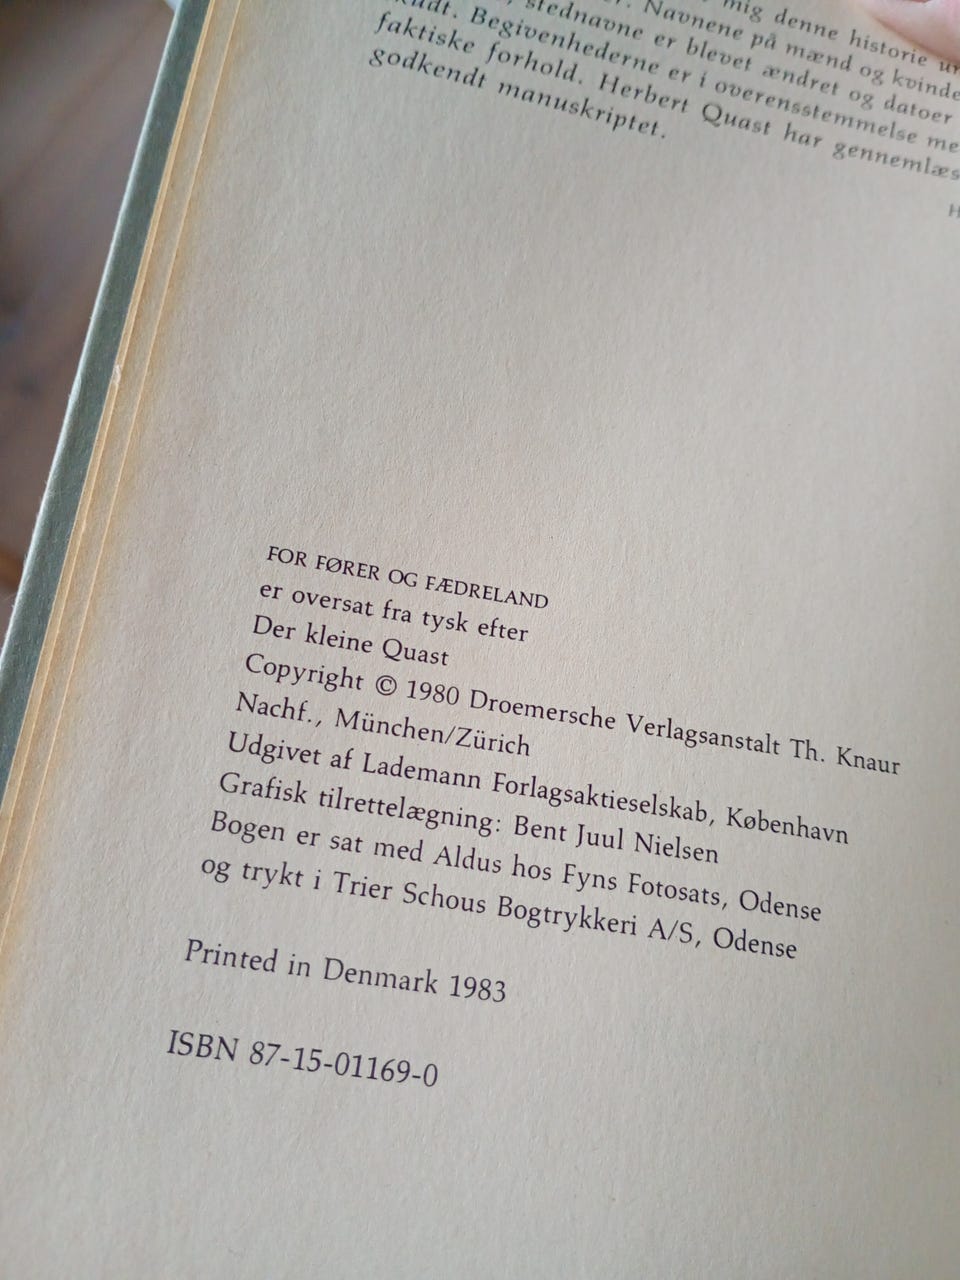 mig denne historie
stednavne er blevet ændret og datoer
Navnene på mænd og kvinde
Begivenhederne er i overensstemmelse me
faktiske forhold. Herbert Quast har gennemlæs
godkendt manuskriptet.
H
FOR FØRER OG FÆDRELAND
er oversat fra tysk efter
Der kleine Quast
Copyright © 1980 Droemersche Verlagsanstalt Th. Knaur
Nachf., München/Zürich
Udgivet af Lademann Forlagsaktieselskab, København
Grafisk tilrettelægning: Bent Juul Nielsen
Bogen er sat med Aldus hos Fyns Fotosats, Odense
og trykt i Trier Schous Bogtrykkeri A/S, Odense
Printed in Denmark 1983
ISBN 87-15-01169-0